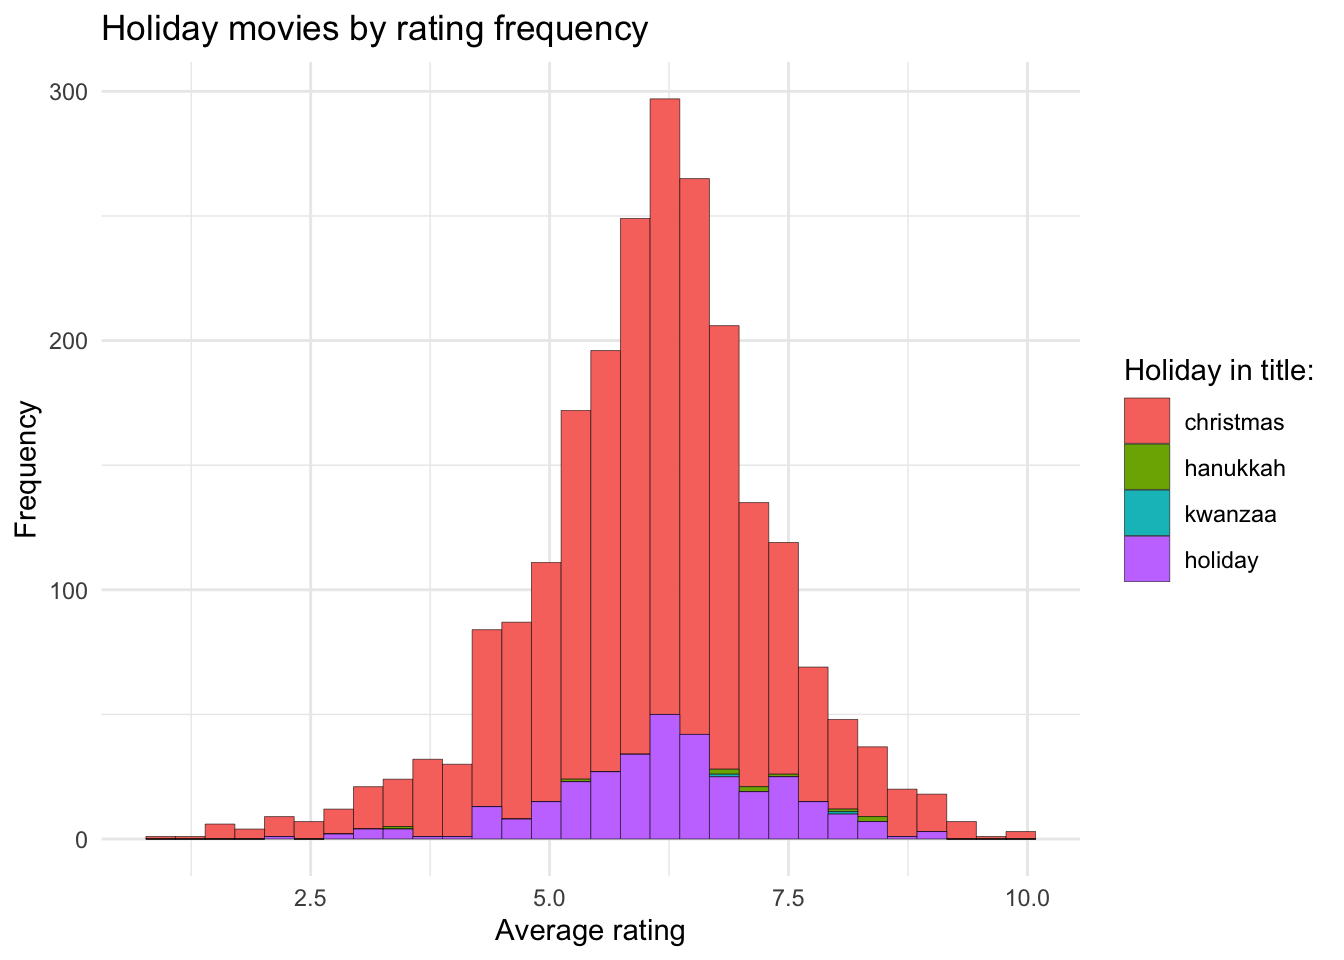 Holiday movies by rating frequency
300
200
100
0
Frequency
2.5 5.0 7.5 10.0
Average rating
Holiday in title:
christmas
hanukkah
kwanzaa
holiday